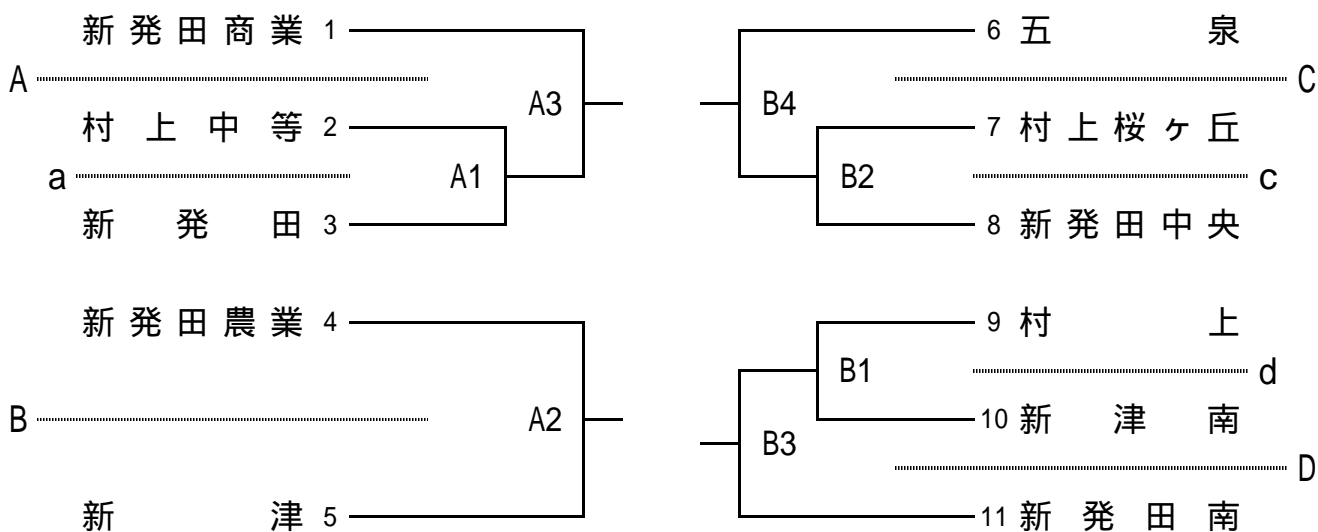 新発田商業 1
A
A3
村上中等 2
a
A1
新発田 3
新発田農業 4
B
A2
新津 5
6 五泉
C
B4
7 村上桜ヶ丘
B2
c
8 新発田中央
9 村上
B1
d
10 新津南
B3
D
11 新発田南